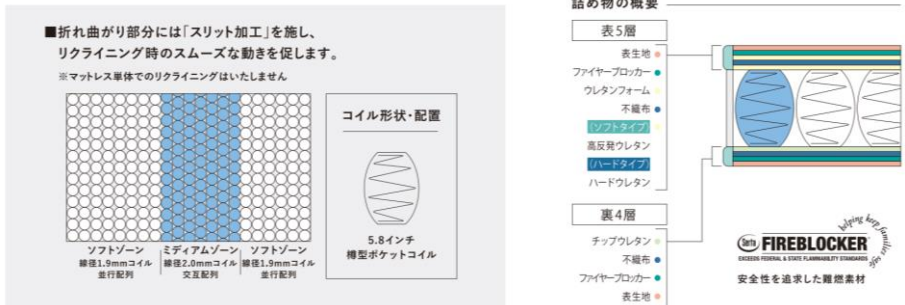 ■折れ曲がり部分には「スリット加工」を施し、
リクライニング時のスムーズな動きを促します。
※マットレス単体でのリクライニングはいたしません
コイル形状・配置
5.8インチ
樽型ポケットコイル
ソフトゾーン
線径1.9mmコイル
並行配列
ミディアムゾーン
線径2.0mmコイル
交互配列
ソフトゾーン
線径1.9mmコイル
並行配列
詰め物の概要
表5層
表生地
ファイヤーブロッカー
ウレタンフォーム
不織布
(ソフトタイプ)
高反発ウレタン
(ハードタイプ)
ハードウレタン
裏4層
チップウレタン
不織布
ファイヤーブロッカー
表生地
Serta FIREBLOCKER
EXCEEDS FEDERAL & STATE FLAMMABILITY STANDARDS
helping keep families safe
安全性を追求した難燃素材